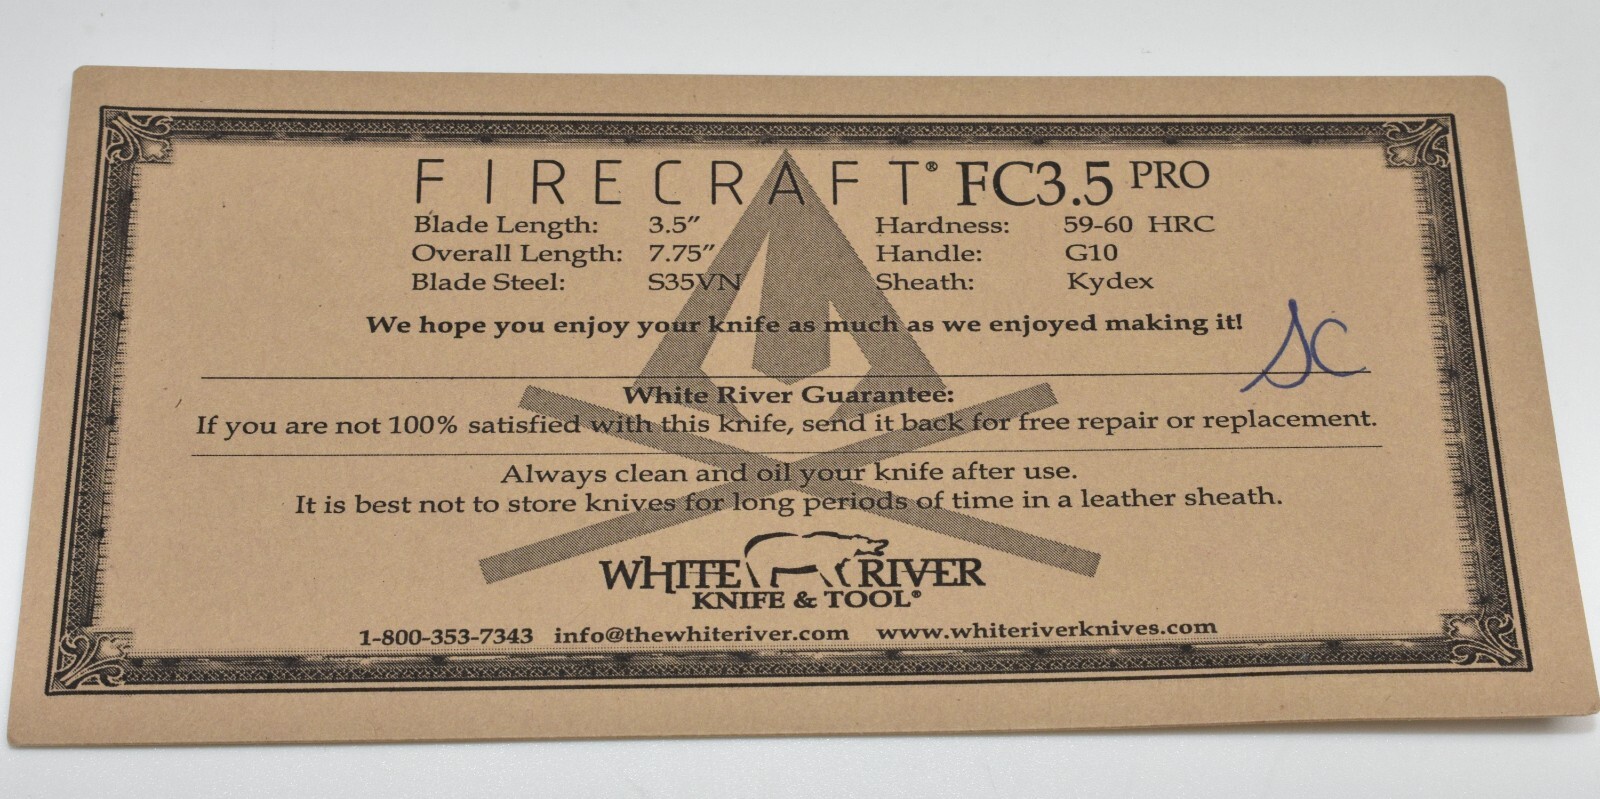 FIRECRAFT® FC3.5 PRO
Blade Length: 3.5" Hardness: 59-60 HRC
Overall Length: 7.75" Handle: G10
Blade Steel: S35VN Sheath: Kydex
We hope you enjoy your knife as much as we enjoyed making it!
SC
White River Guarantee:
If you are not 100% satisfied with this knife, send it back for free repair or replacement.
Always clean and oil your knife after use.
It is best not to store knives for long periods of time in a leather sheath.
WHITE RIVER
KNIFE & TOOL®
1-800-353-7343 info@thewhiteriver.com www.whiteriverknives.com